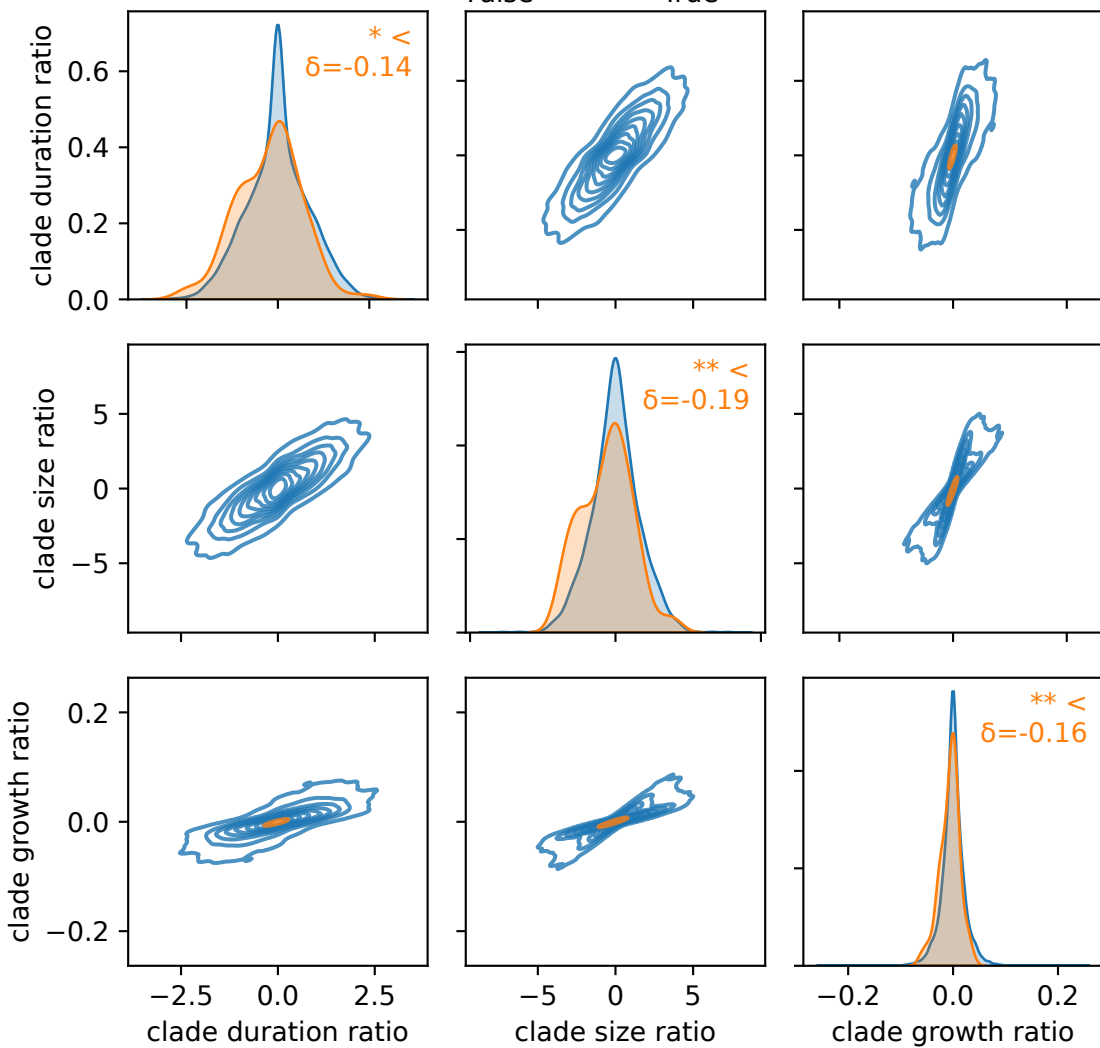 clade duration ratio
0.6
0.4
0.2
0.0
* <
δ=-0.14
clade size ratio
5
0
−5
** <
δ=-0.19
clade growth ratio
0.2
0.0
−0.2
** <
δ=-0.16
−2.5 0.0 2.5
−5 0 5
−0.2 0.0 0.2
clade duration ratio
clade size ratio
clade growth ratio